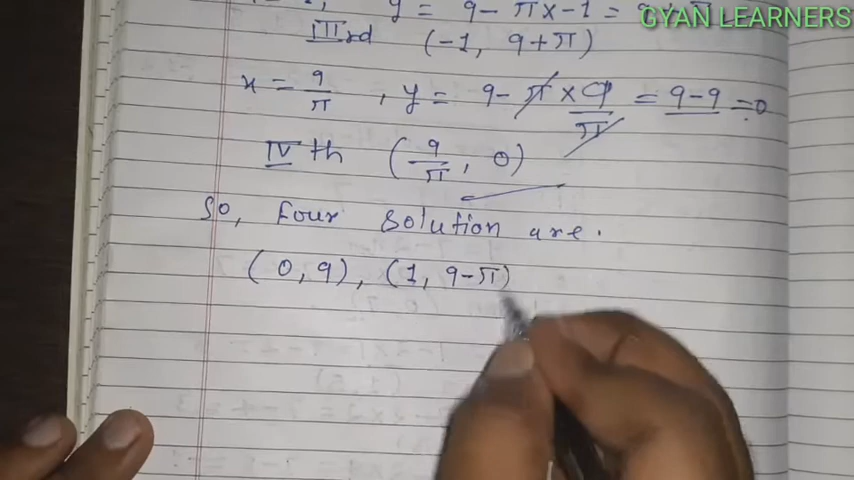 y = 9 - πx-1 = 9+π
GYAN LEARNERS
IIIrd (-1, 9+π)
x = 9/π , y = 9 - π × 9/π = 9-9 = 0
IVth (9/π, 0)
So, Four Solution are.
(0, 9), (1, 9-π)